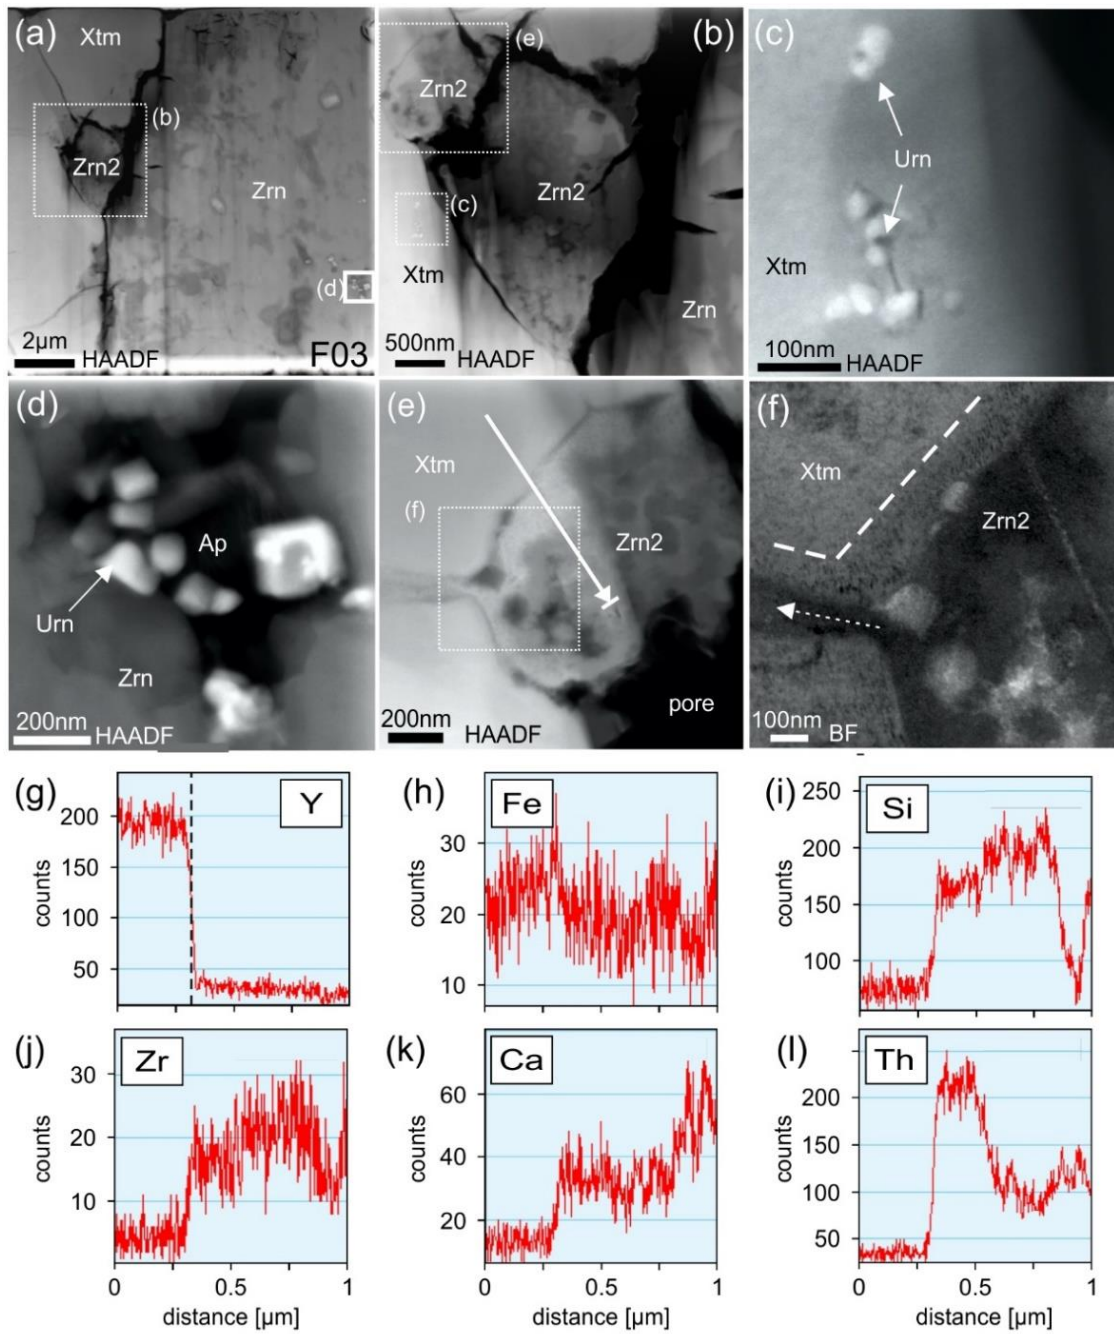 (a)
Xtm
(b)
Zrn2
Zrn
(d)
2µm
HAADF
F03
(b)
(e)
Zrn2
Zrn2
(c)
Xtm
Zrn
500nm
HAADF
(c)
Urn
Xtm
100nm
HAADF
(d)
Ap
Urn
Zrn
200nm
HAADF
(e)
Xtm
(f)
Zrn2
pore
200nm
HAADF
(f)
Xtm
Zrn2
100nm
BF
(g)
Y
200
150
100
50
counts
(h)
Fe
30
20
10
counts
(i)
Si
250
200
150
100
counts
(j)
Zr
30
20
10
counts
0
0.5
1
distance [µm]
(k)
Ca
60
40
20
counts
0
0.5
1
distance [µm]
(l)
Th
200
150
100
50
counts
0
0.5
1
distance [µm]